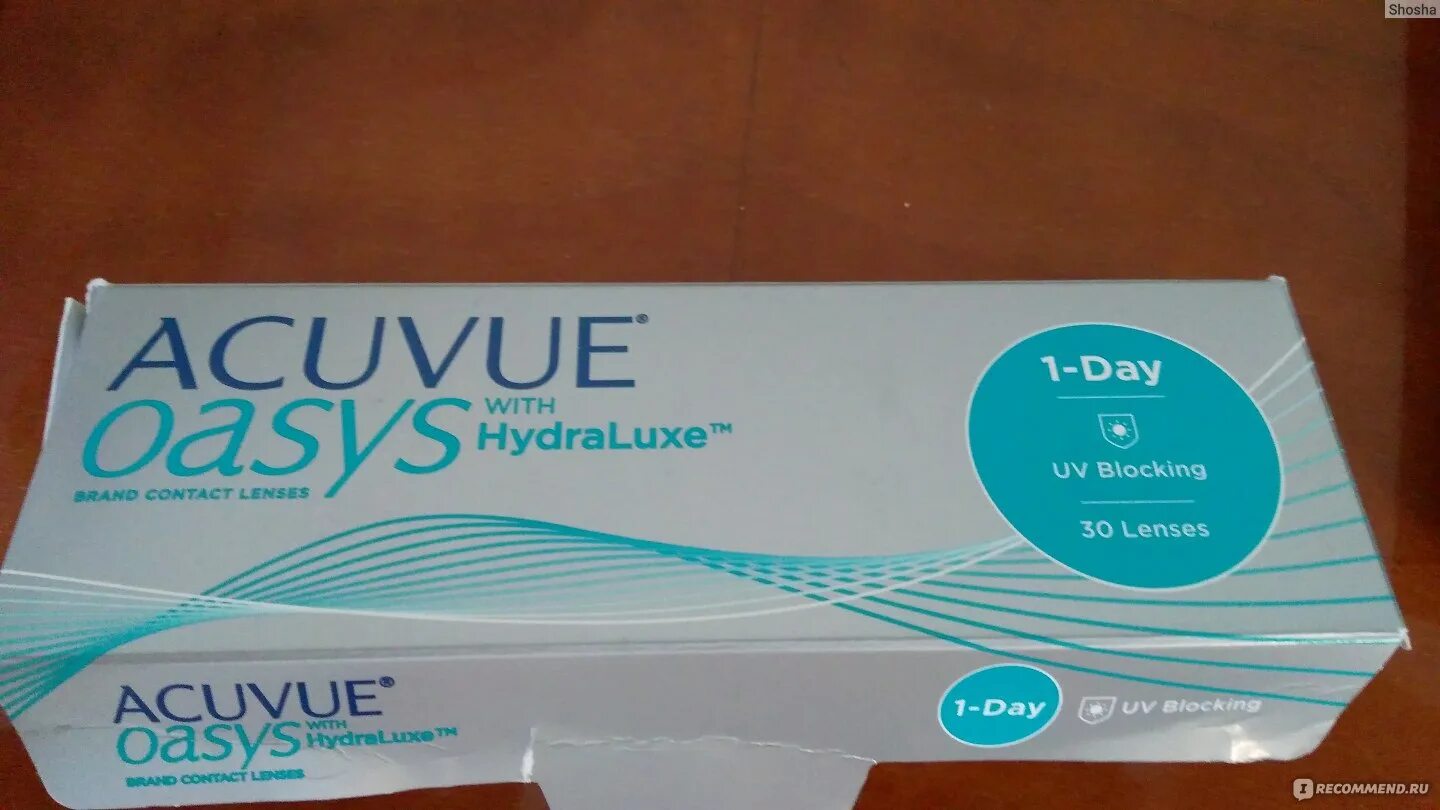 Shosha
ACUVUE®
oasys WITH HydraLuxe™
BRAND CONTACT LENSES
1-Day
UV Blocking
30 Lenses
ACUVUE®
oasys WITH HydraLuxe™
BRAND CONTACT LENSES
1-Day
UV Blocking
IRECOMMEND.RU